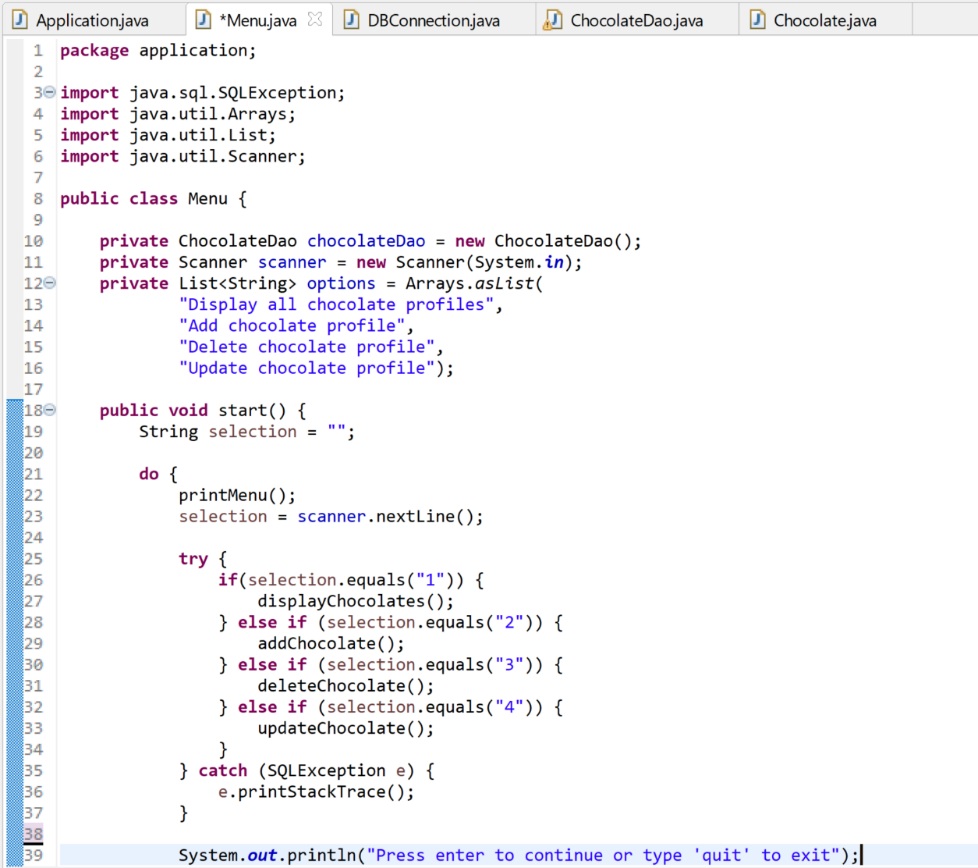 Application.java *Menu.java DBConnection.java ChocolateDao.java Chocolate.java
1 package application;
2
3 import java.sql.SQLException;
4 import java.util.Arrays;
5 import java.util.List;
6 import java.util.Scanner;
7
8 public class Menu {
9
10     private ChocolateDao chocolateDao = new ChocolateDao();
11     private Scanner scanner = new Scanner(System.in);
12     private List<String> options = Arrays.asList(
13             "Display all chocolate profiles",
14             "Add chocolate profile",
15             "Delete chocolate profile",
16             "Update chocolate profile");
17
18     public void start() {
19         String selection = "";
20
21         do {
22             printMenu();
23             selection = scanner.nextLine();
24
25             try {
26                 if(selection.equals("1")) {
27                     displayChocolates();
28                 } else if (selection.equals("2")) {
29                     addChocolate();
30                 } else if (selection.equals("3")) {
31                     deleteChocolate();
32                 } else if (selection.equals("4")) {
33                     updateChocolate();
34                 }
35             } catch (SQLException e) {
36                 e.printStackTrace();
37             }
38
39             System.out.println("Press enter to continue or type 'quit' to exit");